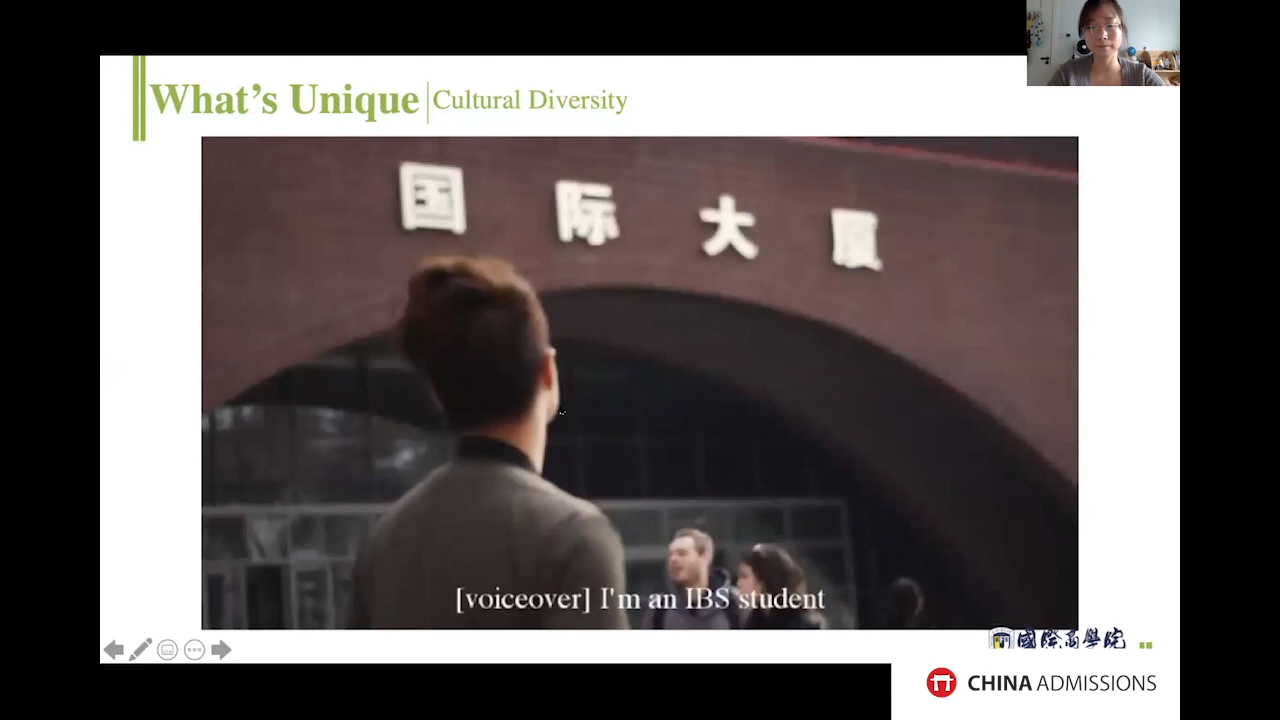 What's Unique
Cultural Diversity
国际大厦
[voiceover] I'm an IBS student
國際商學院
CHINA ADMISSIONS